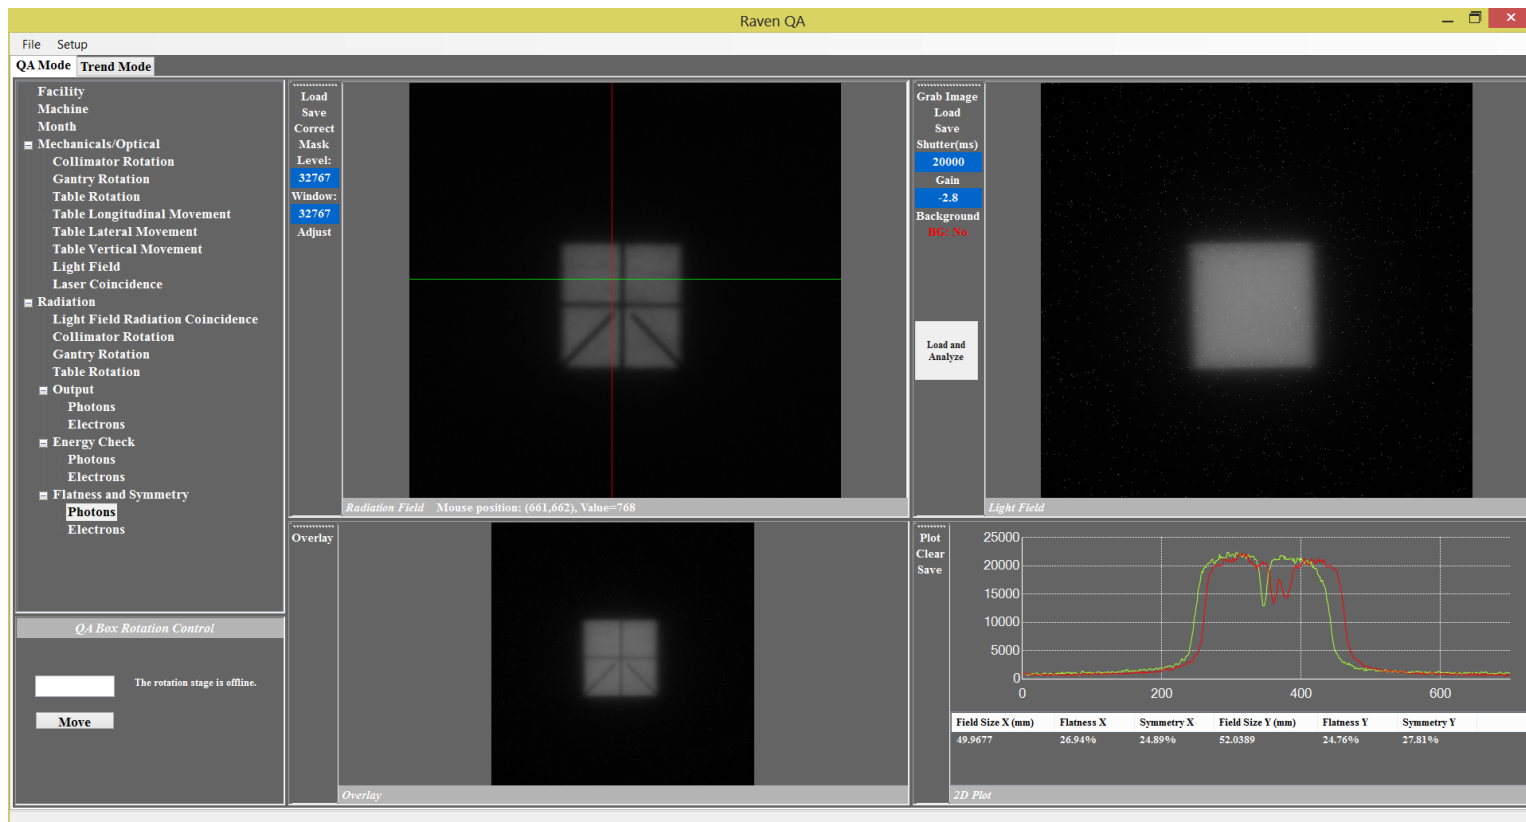 Raven QA
File Setup
QA Mode Trend Mode
Facility
Machine
Month
Mechanicals/Optical
Collimator Rotation
Gantry Rotation
Table Rotation
Table Longitudinal Movement
Table Lateral Movement
Table Vertical Movement
Light Field
Laser Coincidence
Radiation
Light Field Radiation Coincidence
Collimator Rotation
Gantry Rotation
Table Rotation
Output
Photons
Electrons
Energy Check
Photons
Electrons
Flatness and Symmetry
Photons
Electrons
QA Box Rotation Control
The rotation stage is offline.
Move
Load
Save
Correct
Mask
Level:
32767
Window:
32767
Adjust
Radiation Field Mouse position: (661,662), Value=768
Grab Image
Load
Save
Shutter(ms)
20000
Gain
-2.8
Background
BG: No
Load and
Analyze
Light Field
Overlay
Overlay
Plot
Clear
Save
25000
20000
15000
10000
5000
0
0 200 400 600
Field Size X (mm) Flatness X Symmetry X Field Size Y (mm) Flatness Y Symmetry Y
49.9677 26.94% 24.89% 52.0389 24.76% 27.81%
2D Plot